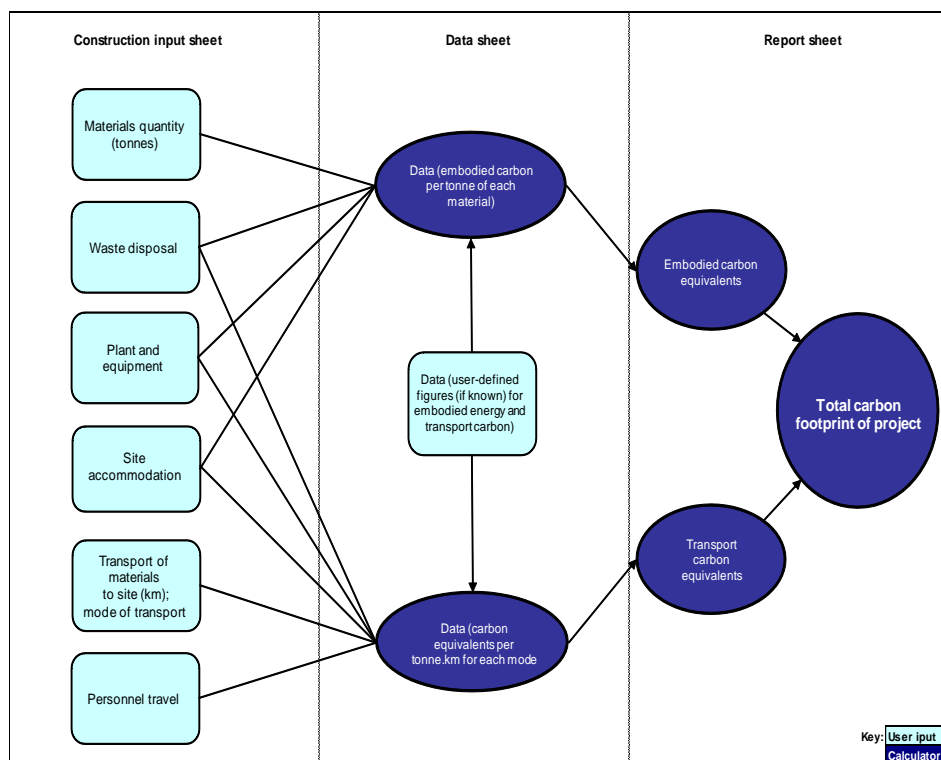 Construction input sheet
Data sheet
Report sheet
Materials quantity
(tonnes)
Waste disposal
Plant and
equipment
Site
accommodation
Transport of
materials
to site (km);
mode of transport
Personnel travel
Data (embodied carbon
per tonne of each
material)
Data (user-defined
figures (if known) for
embodied energy and
transport carbon)
Data (carbon
equivalents per
tonne.km for each mode
Embodied carbon
equivalents
Transport
carbon
equivalents
Total carbon
footprint of project
Key: User iput
Calculator